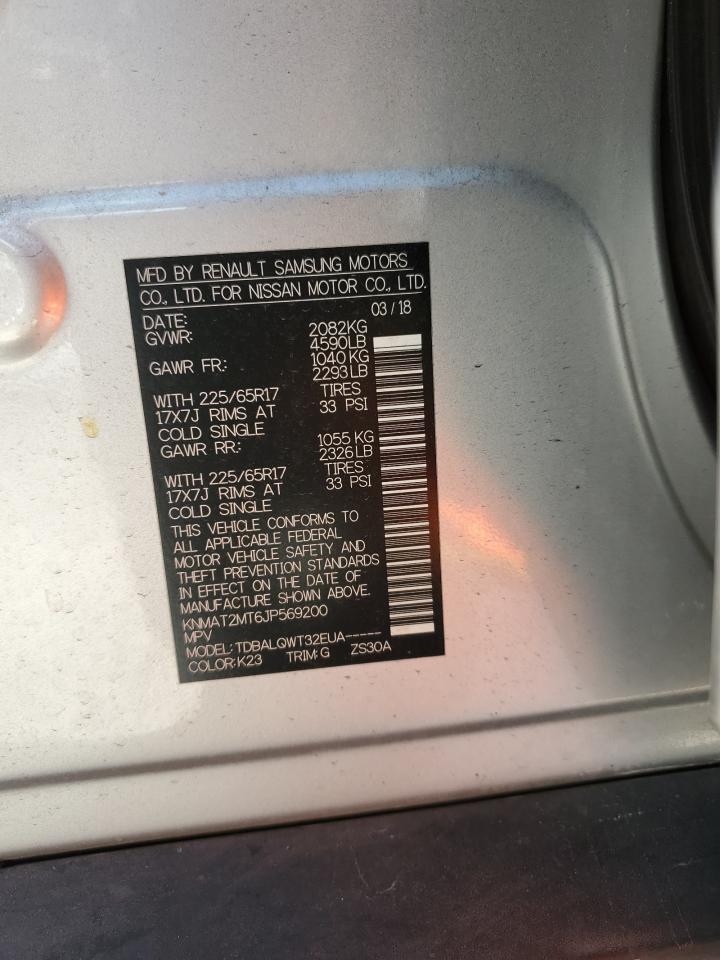 MFD BY RENAULT SAMSUNG MOTORS
CO., LTD. FOR NISSAN MOTOR CO., LTD.
DATE: 03/18
GVWR: 2082KG
4590LB
GAWR FR: 1040KG
2293LB
WITH 225/65R17 TIRES
17X7J RIMS AT 33 PSI
COLD SINGLE
GAWR RR: 1055 KG
2326LB
WITH 225/65R17 TIRES
17X7J RIMS AT 33 PSI
COLD SINGLE
THIS VEHICLE CONFORMS TO
ALL APPLICABLE FEDERAL
MOTOR VEHICLE SAFETY AND
THEFT PREVENTION STANDARDS
IN EFFECT ON THE DATE OF
MANUFACTURE SHOWN ABOVE.
KNMAT2MT6JP569200
MPV
MODEL: TDBALQWT32EUA-----
COLOR: K23 TRIM: G ZS30A